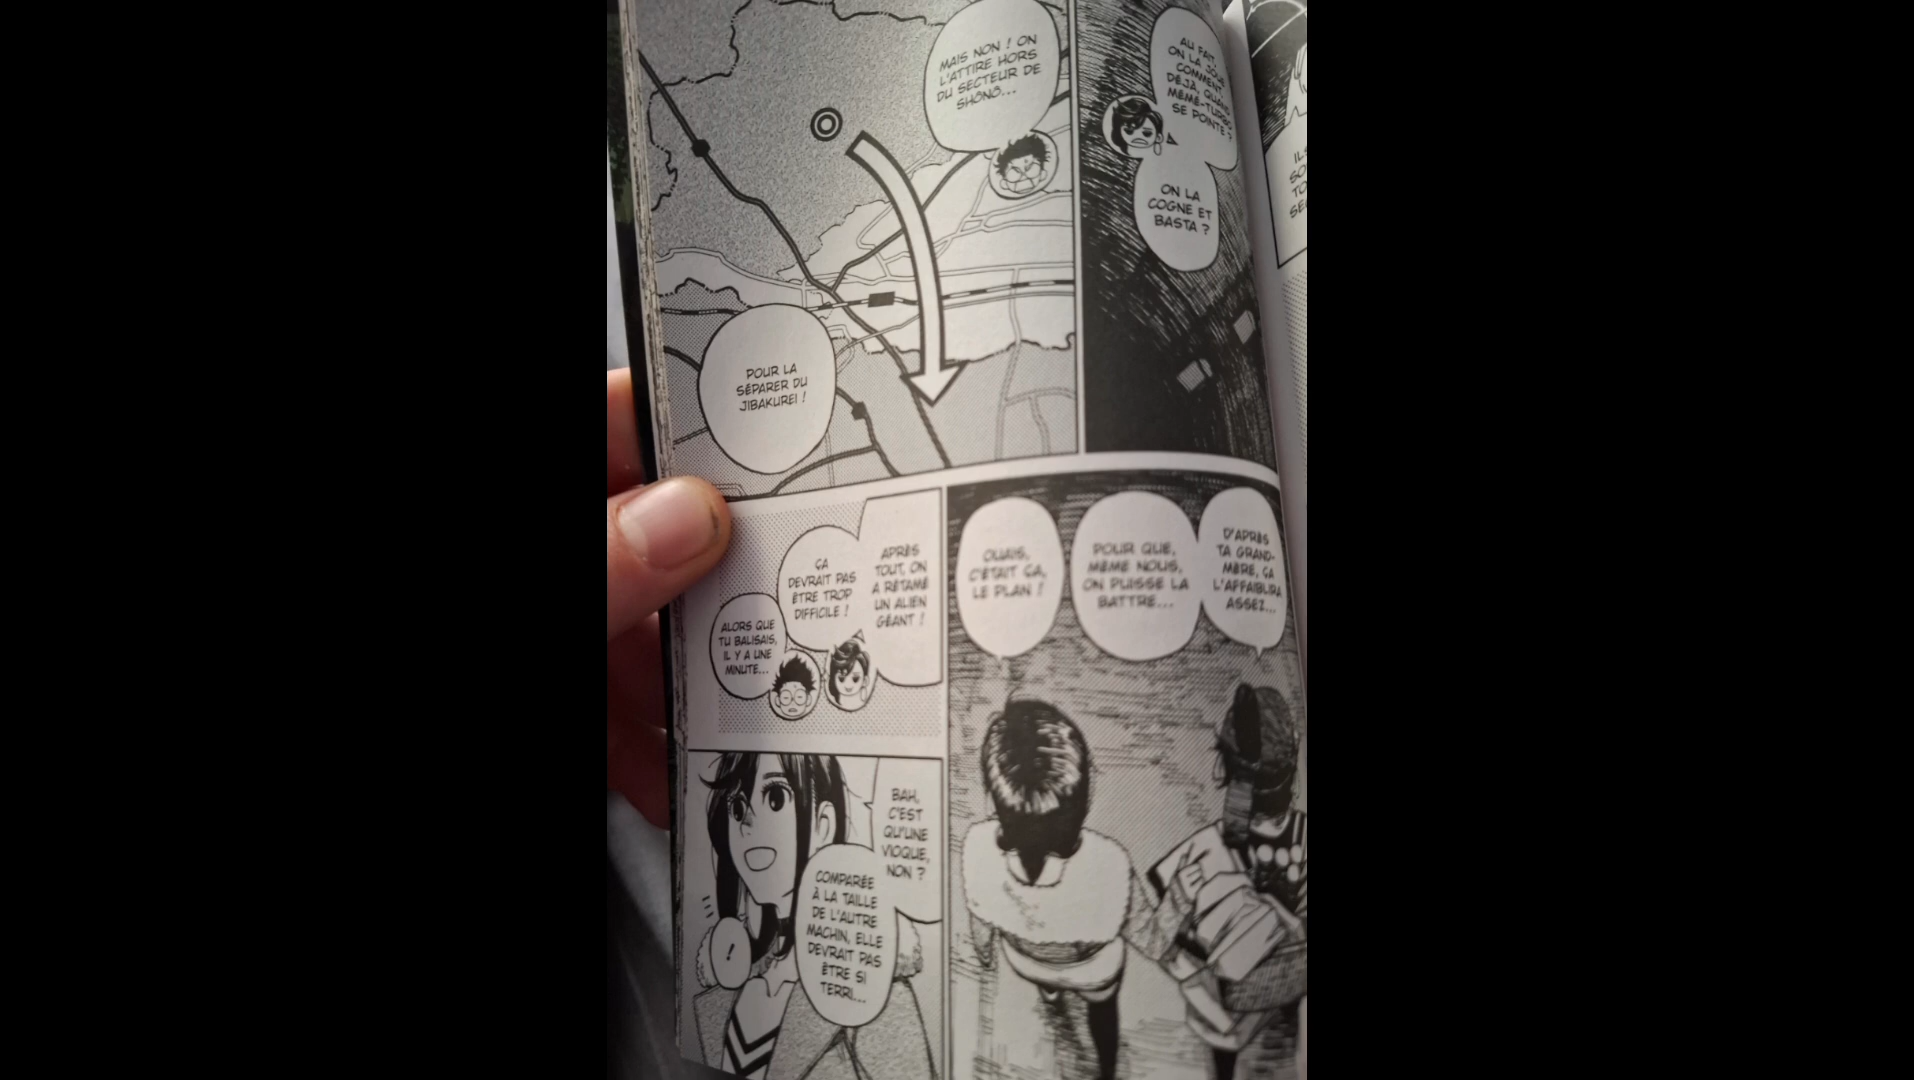 AU FAIT,
ON LA JOUE
COMMENT,
DÉJÀ, QUAND
MÉMÉ-TURBO
SE POINTE ?
ON LA
COGNE ET
BASTA ?
MAIS NON ! ON
L'ATTIRE HORS
DU SECTEUR DE
SHÔNÔ...
POUR LA
SÉPARER DU
JIBAKUREI !
D'APRÈS
TA GRAND-
MÈRE, ÇA
L'AFFAIBLIRA
ASSEZ...
POUR QUE,
MÊME NOUS,
ON PUISSE LA
BATTRE...
OUAIS,
C'ÉTAIT ÇA,
LE PLAN !
APRÈS
TOUT, ON
A RÉTAMÉ
UN ALIEN
GÉANT !
ÇA
DEVRAIT PAS
ÊTRE TROP
DIFFICILE !
ALORS QUE
TU BALISAIS,
IL Y A UNE
MINUTE...
BAH,
C'EST
QU'UNE
VIOQUE,
NON ?
COMPARÉE
À LA TAILLE
DE L'AUTRE
MACHIN, ELLE
DEVRAIT PAS
ÊTRE SI
TERRI...
!